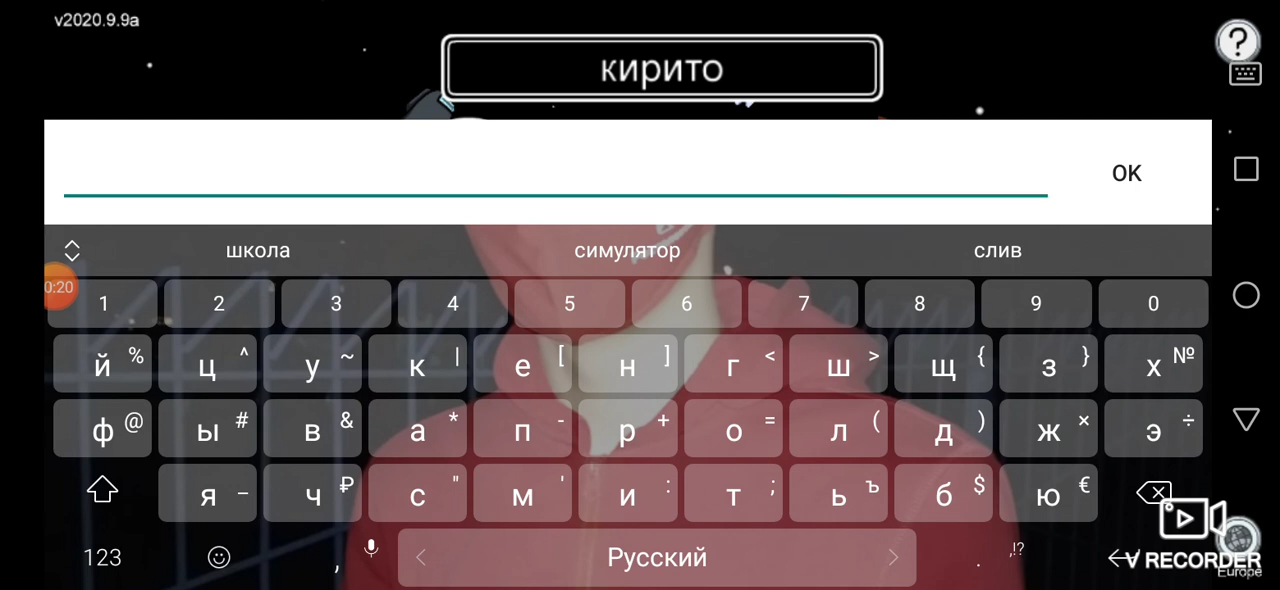 v2020.9.9a
кирито
OK
школа симулятор слив
0:20
1 2 3 4 5 6 7 8 9 0
й % ц ^ у ~ к | е [ н ] г < ш > щ { з } х №
ф @ ы # в & а * п - р + о = л ( д ) ж × э ÷
я _ ч ₽ с " м ' и : т ; ь ъ б $ ю €
123 , < Русский > . ,!?
V RECORDER
Europe